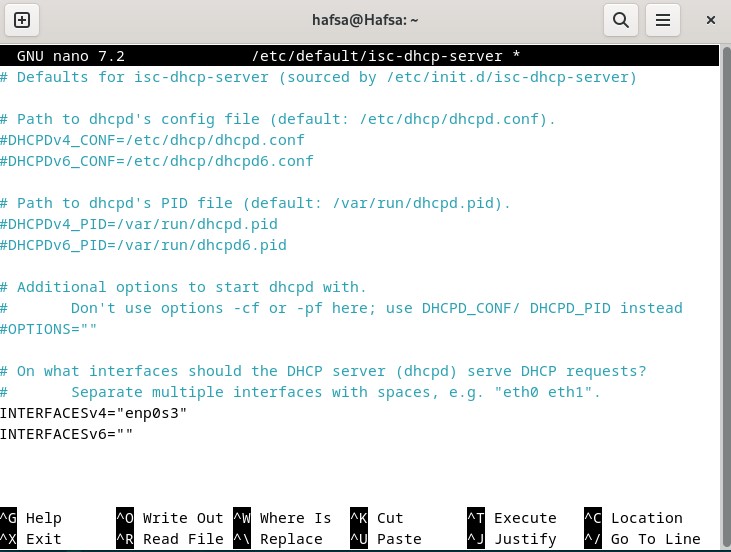 hafsa@Hafsa: ~
GNU nano 7.2 /etc/default/isc-dhcp-server *
# Defaults for isc-dhcp-server (sourced by /etc/init.d/isc-dhcp-server)
# Path to dhcpd's config file (default: /etc/dhcp/dhcpd.conf).
#DHCPDv4_CONF=/etc/dhcp/dhcpd.conf
#DHCPDv6_CONF=/etc/dhcp/dhcpd6.conf
# Path to dhcpd's PID file (default: /var/run/dhcpd.pid).
#DHCPDv4_PID=/var/run/dhcpd.pid
#DHCPDv6_PID=/var/run/dhcpd6.pid
# Additional options to start dhcpd with.
#       Don't use options -cf or -pf here; use DHCPD_CONF/ DHCPD_PID instead
#OPTIONS=""
# On what interfaces should the DHCP server (dhcpd) serve DHCP requests?
#       Separate multiple interfaces with spaces, e.g. "eth0 eth1".
INTERFACESv4="enp0s3"
INTERFACESv6=""
^G Help ^O Write Out ^W Where Is ^K Cut ^T Execute ^C Location
^X Exit ^R Read File ^\ Replace ^U Paste ^J Justify ^/ Go To Line